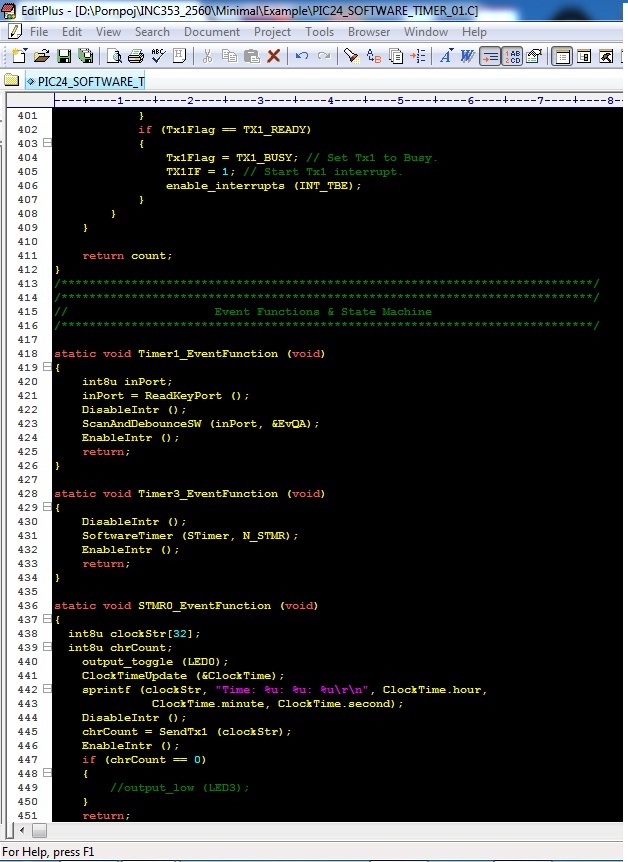 EditPlus - [D:\Pornpoj\INC353_2560\Minimal\Example\PIC24_SOFTWARE_TIMER_01.C]
File Edit View Search Document Project Tools Browser Window Help
PIC24_SOFTWARE_T
----+----1----+----2----+----3----+----4----+----5----+----6----+----7----+----8-
401 }
402 if (Tx1Flag == TX1_READY)
403 {
404 Tx1Flag = TX1_BUSY; // Set Tx1 to Busy.
405 TX1IF = 1; // Start Tx1 interrupt.
406 enable_interrupts (INT_TBE);
407 }
408 }
409 }
410
411 return count;
412 }
413 /****************************************************************************/
414 /****************************************************************************/
415 // Event Functions & State Machine
416 /****************************************************************************/
417
418 static void Timer1_EventFunction (void)
419 {
420 int8u inPort;
421 inPort = ReadKeyPort ();
422 DisableIntr ();
423 ScanAndDebounceSW (inPort, &EvQA);
424 EnableIntr ();
425 return;
426 }
427
428 static void Timer3_EventFunction (void)
429 {
430 DisableIntr ();
431 SoftwareTimer (STimer, N_STMR);
432 EnableIntr ();
433 return;
434 }
435
436 static void STMR0_EventFunction (void)
437 {
438 int8u clockStr[32];
439 int8u chrCount;
440 output_toggle (LED0);
441 ClockTimeUpdate (&ClockTime);
442 sprintf (clockStr, "Time: %u: %u: %u\r\n", ClockTime.hour,
443 ClockTime.minute, ClockTime.second);
444 DisableIntr ();
445 chrCount = SendTx1 (clockStr);
446 EnableIntr ();
447 if (chrCount == 0)
448 {
449 //output_low (LED3);
450 }
451 return;
For Help, press F1